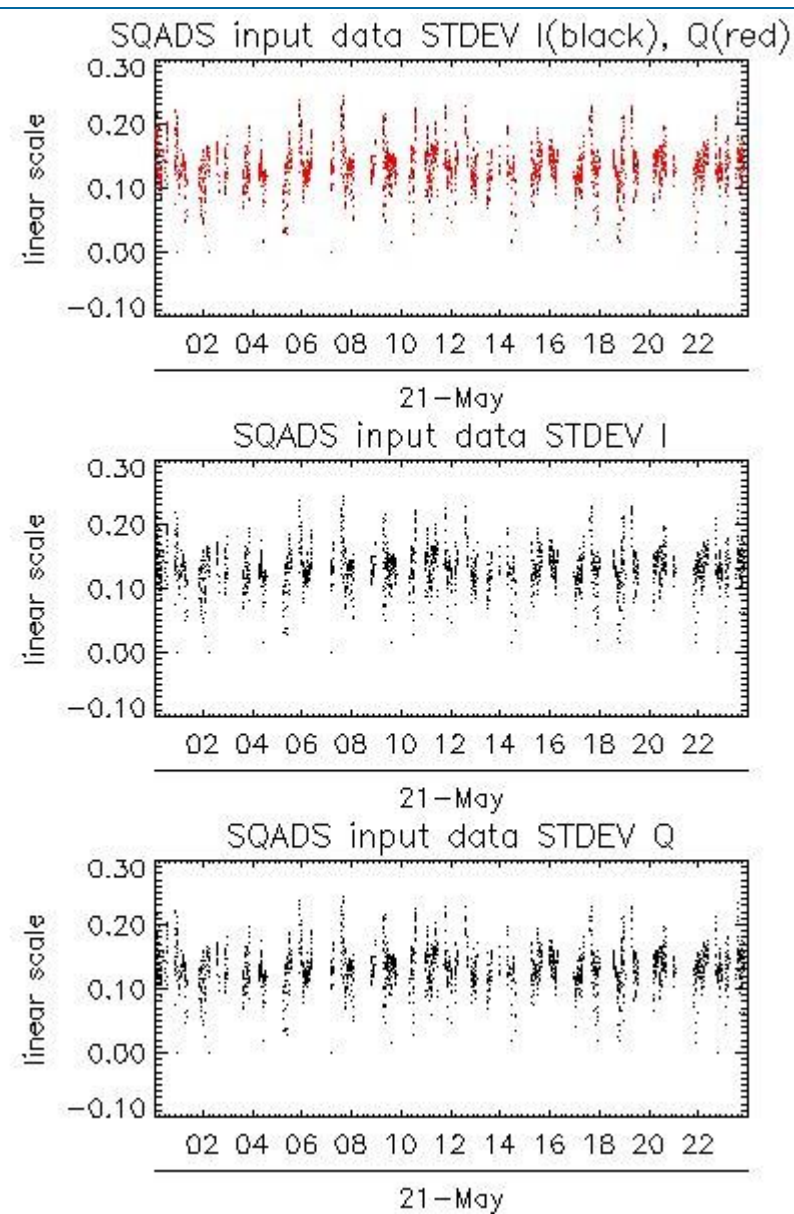 SQADS input data STDEV I(black), Q(red)
0.30
0.20
0.10
0.00
-0.10
linear scale
02 04 06 08 10 12 14 16 18 20 22
21-May
SQADS input data STDEV I
0.30
0.20
0.10
0.00
-0.10
linear scale
02 04 06 08 10 12 14 16 18 20 22
21-May
SQADS input data STDEV Q
0.30
0.20
0.10
0.00
-0.10
linear scale
02 04 06 08 10 12 14 16 18 20 22
21-May